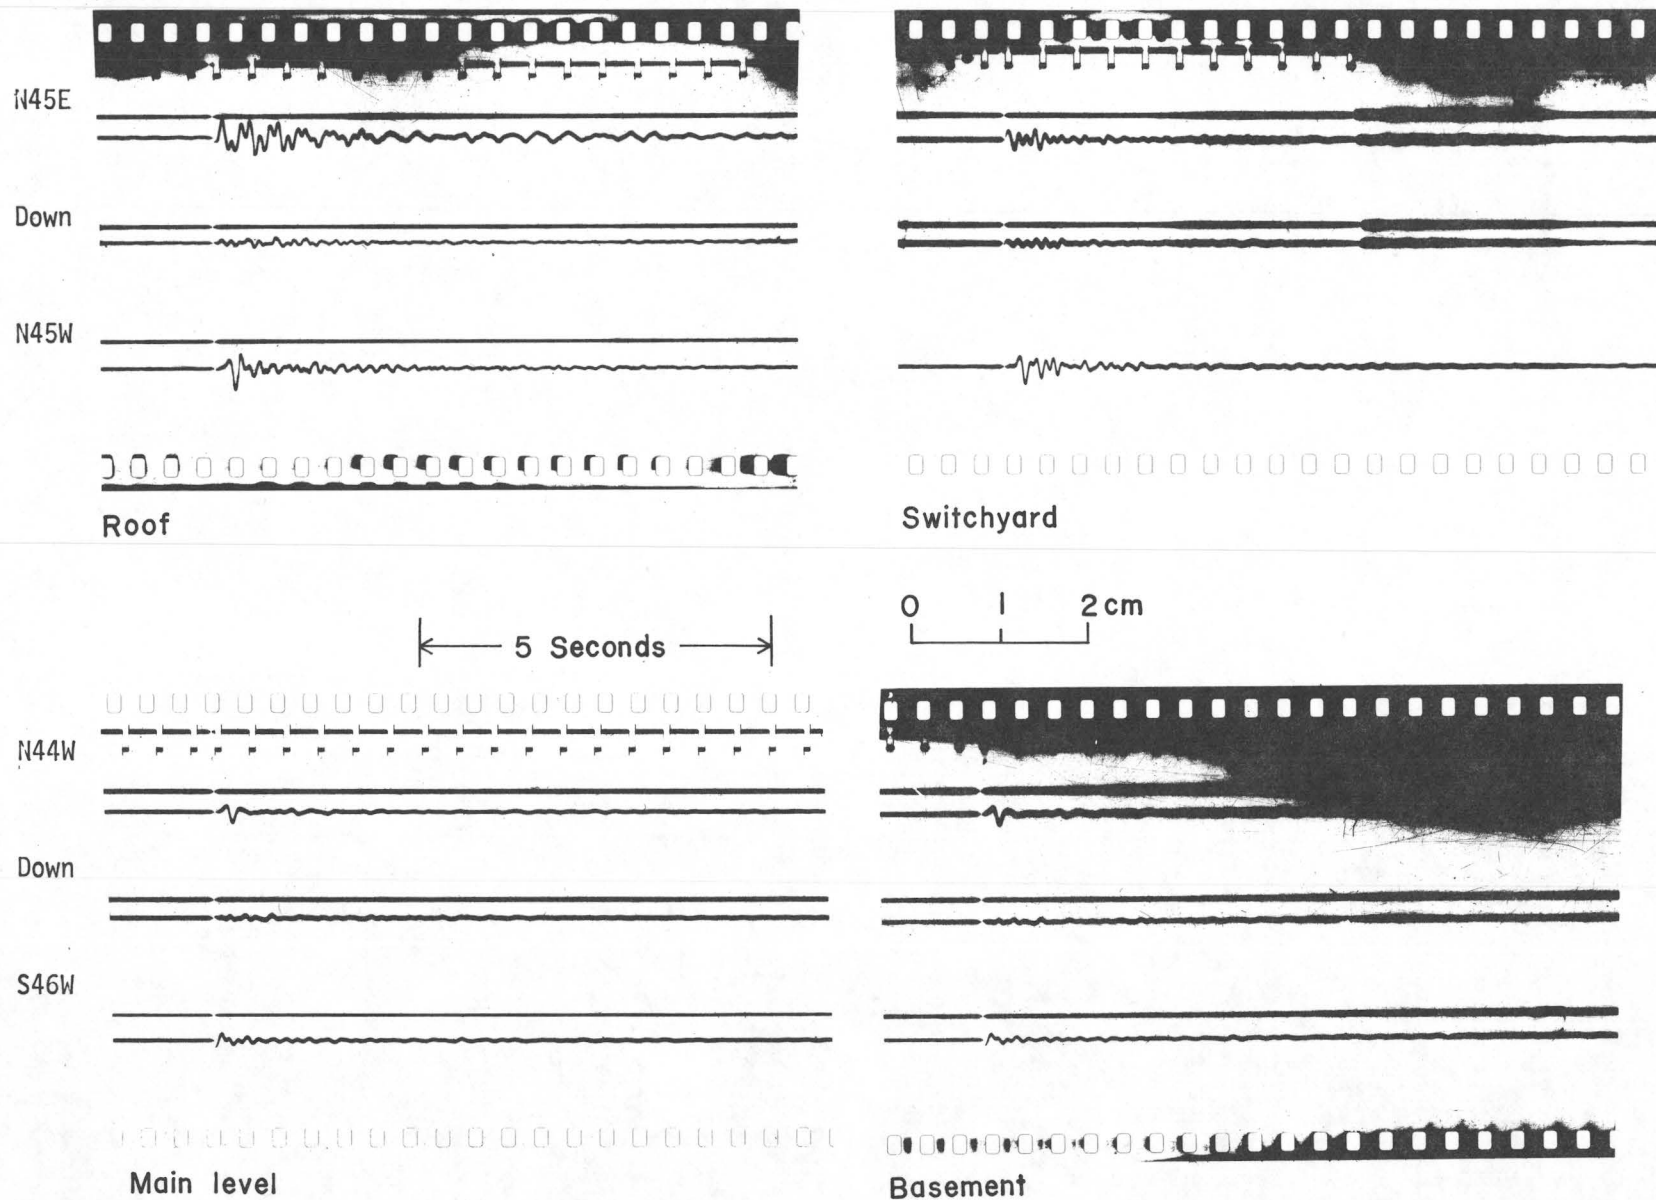 N45E
Down
N45W
Roof
Switchyard
5 Seconds
0 1 2 cm
N44W
Down
S46W
Main level
Basement